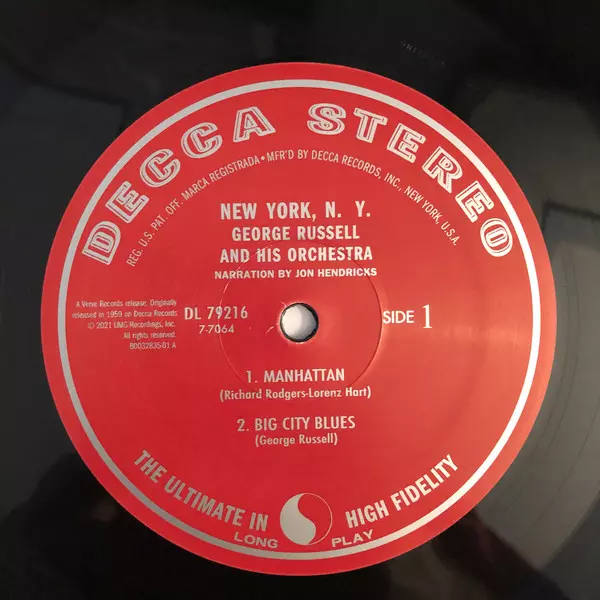 DECCA STEREO
REG. U.S. PAT. OFF. MARCA REGISTRADA • MFR'D BY DECCA RECORDS, INC., NEW YORK, U.S.A.
NEW YORK, N. Y.
GEORGE RUSSELL
AND HIS ORCHESTRA
NARRATION BY JON HENDRICKS
A Verve Records release. Originally
released in 1959 on Decca Records
© 2021 UMG Recordings, Inc.
All rights reserved.
B0032835-01 A
DL 79216
7-7064
SIDE 1
1. MANHATTAN
(Richard Rodgers-Lorenz Hart)
2. BIG CITY BLUES
(George Russell)
THE ULTIMATE IN HIGH FIDELITY
LONG PLAY